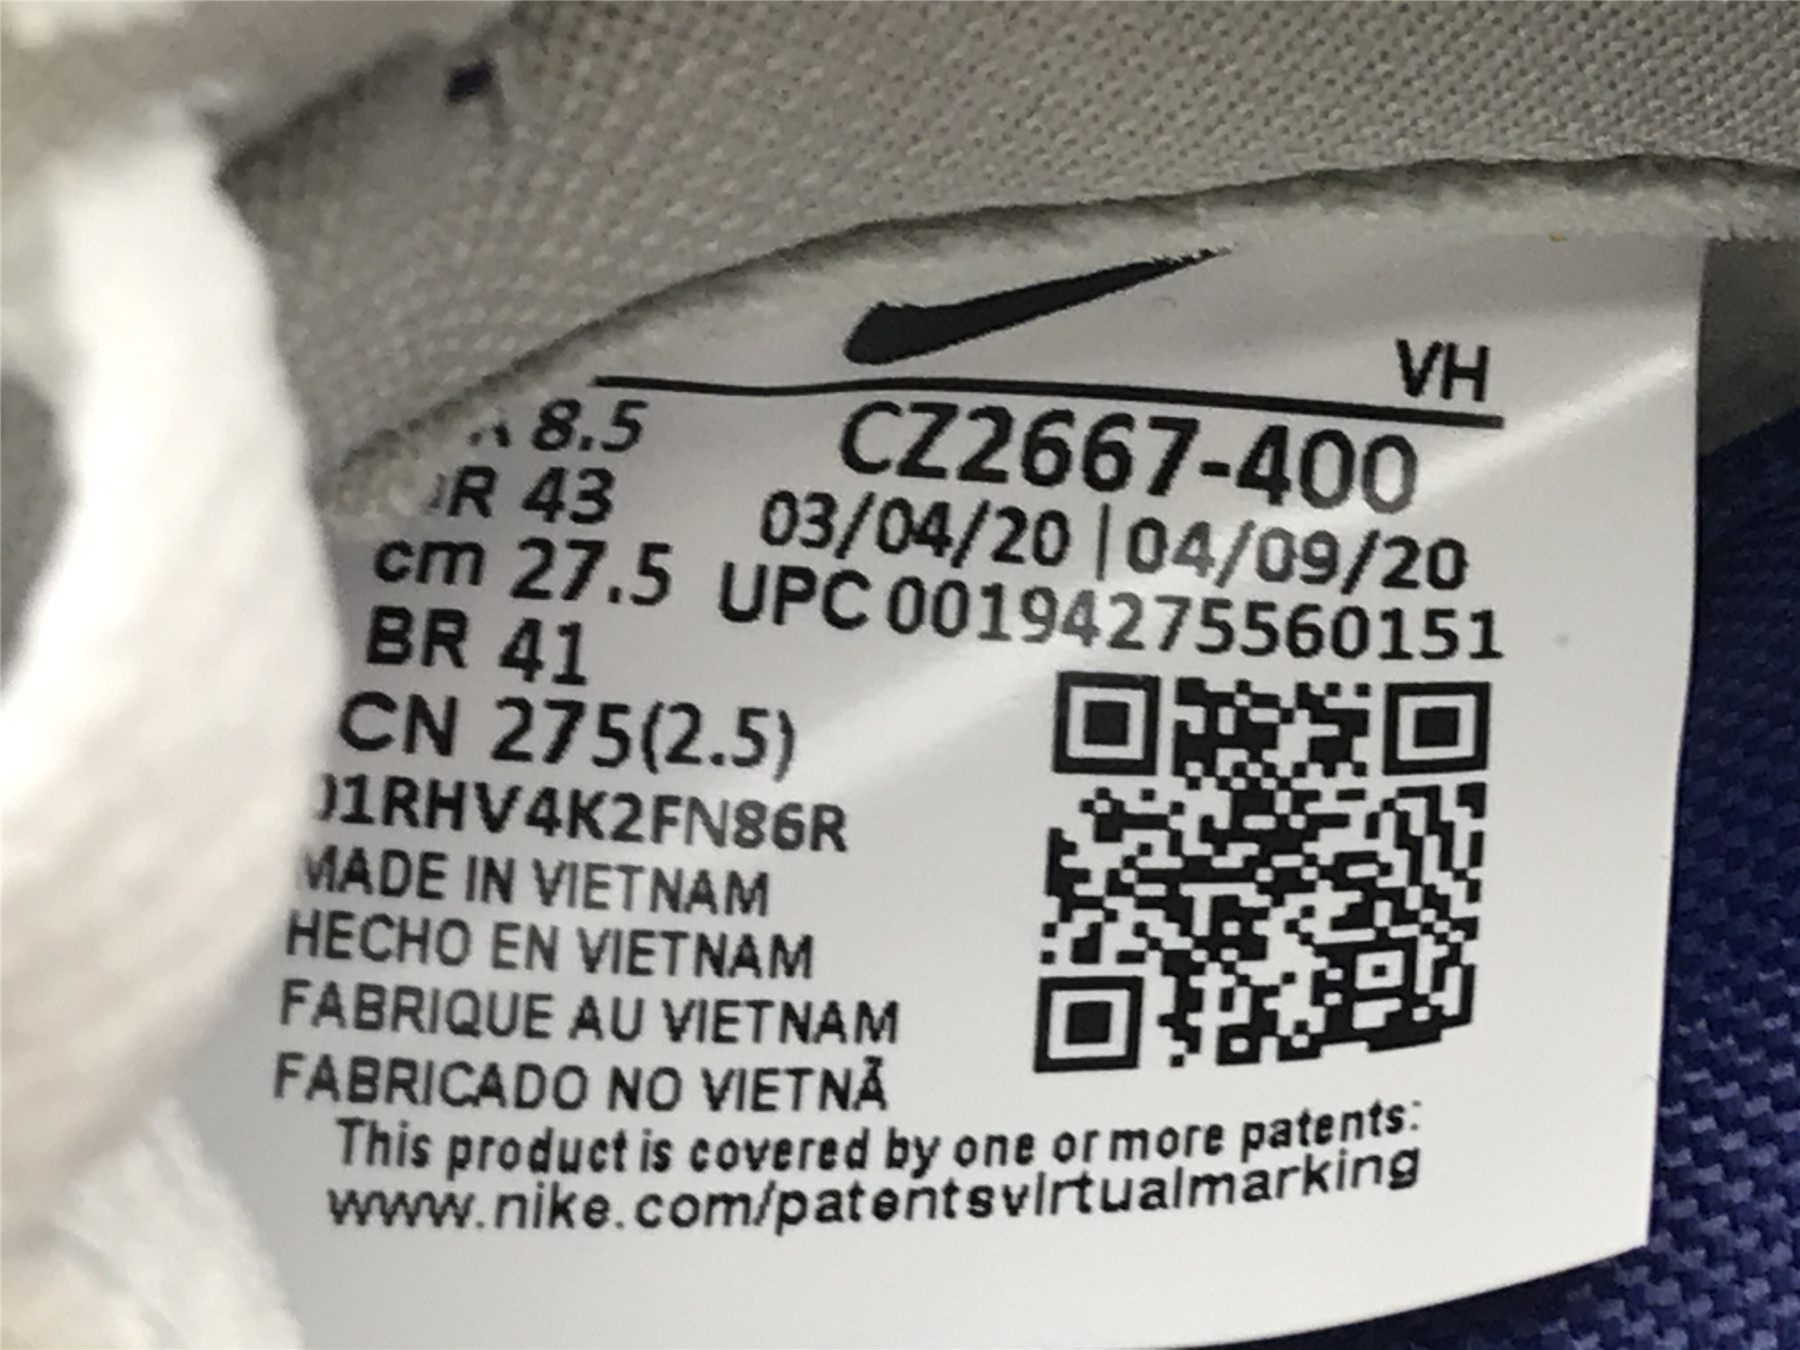 VH
8.5
CZ2667-400
R 43
03/04/20 | 04/09/20
cm 27.5
UPC 00194275560151
BR 41
CN 275(2.5)
01RHV4K2FN86R
MADE IN VIETNAM
HECHO EN VIETNAM
FABRIQUE AU VIETNAM
FABRICADO NO VIETNÃ
This product is covered by one or more patents:
www.nike.com/patentsvirtualmarking